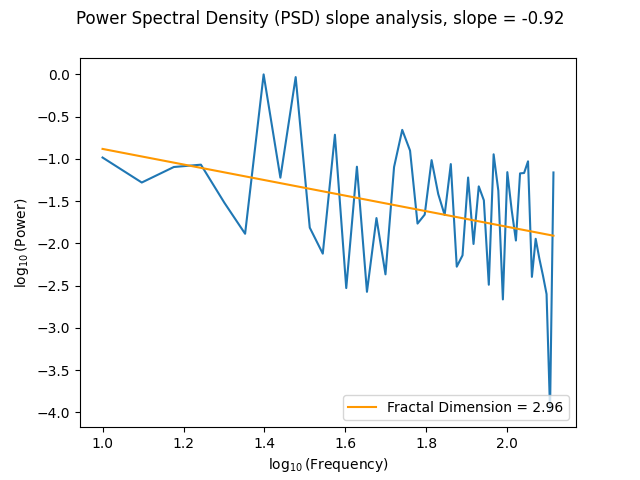 Power Spectral Density (PSD) slope analysis, slope = -0.92
0.0
−0.5
−1.0
−1.5
−2.0
−2.5
−3.0
−3.5
−4.0
log₁₀(Power)
Fractal Dimension = 2.96
1.0 1.2 1.4 1.6 1.8 2.0
log₁₀(Frequency)